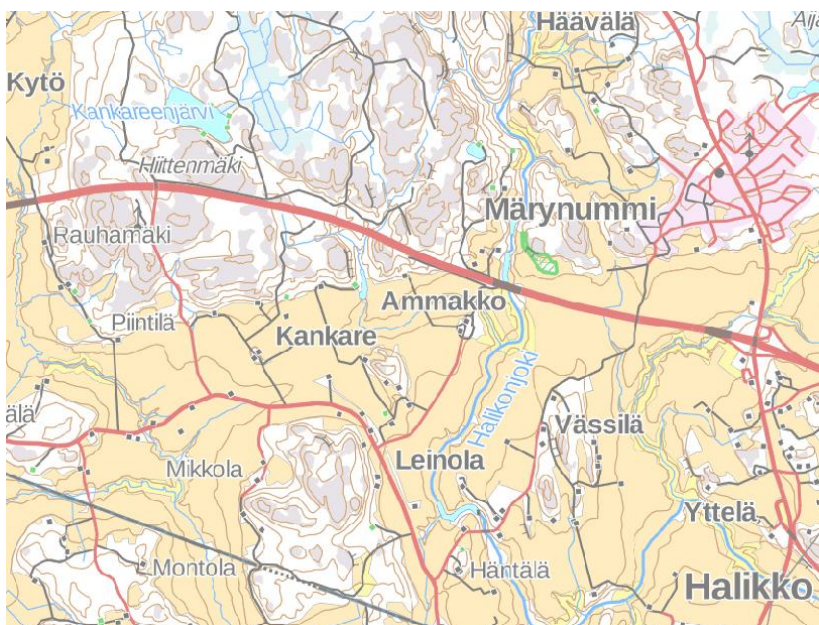 Häävälä
Kytö
Kankareenjärvi
Hiittenmäki
Märynummi
Rauhamäki
Ammakko
Piintilä
Kankare
Halikonjoki
Vässilä
Leinola
Mikkola
Yttelä
Montola
Häntälä
Halikko